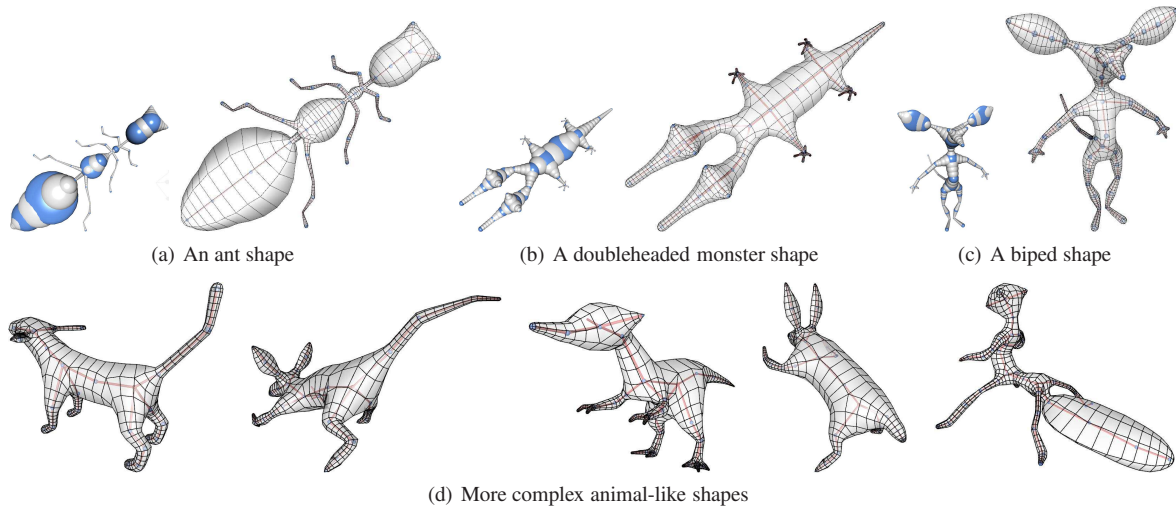 (a) An ant shape
(b) A doubleheaded monster shape
(c) A biped shape
(d) More complex animal-like shapes